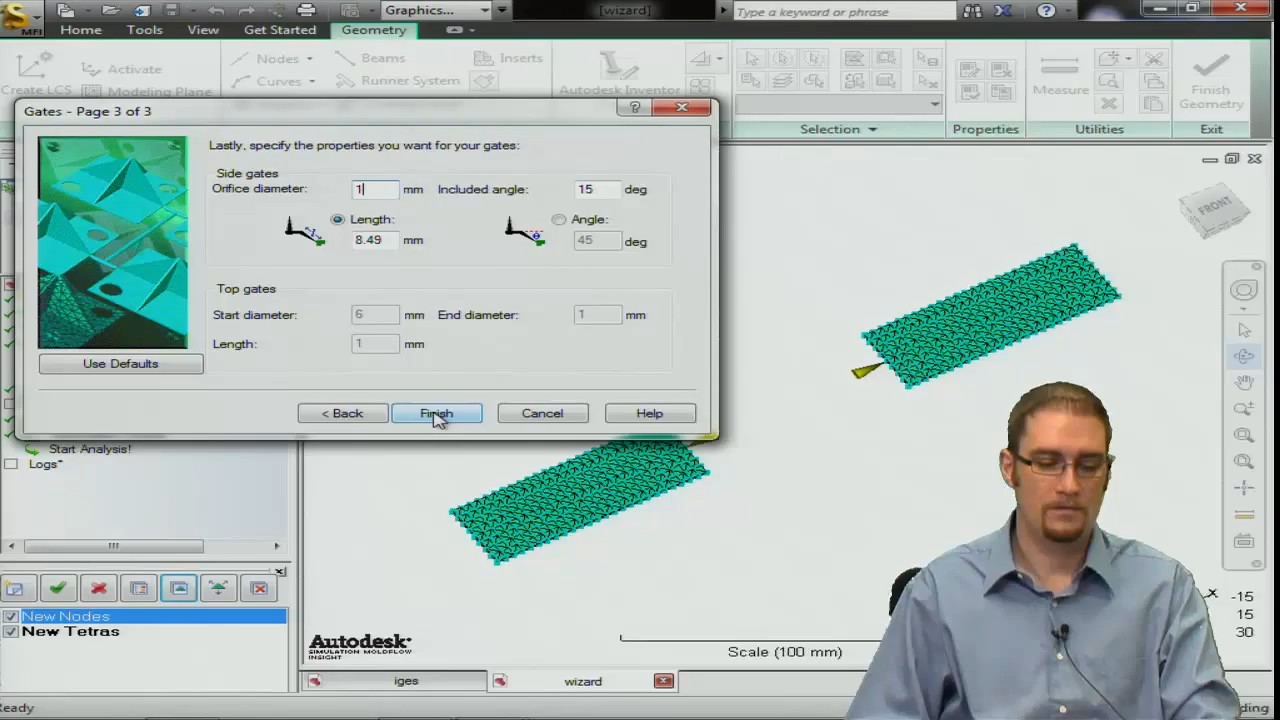 S
MFI
Graphics...
[wizard]
Type a keyword or phrase
Home
Tools
View
Get Started
Geometry
Create LCS
Activate
Modeling Plane
Nodes
Curves
Beams
Runner System
Inserts
Autodesk Inventor
Measure
Finish
Geometry
Selection
Properties
Utilities
Exit
Gates - Page 3 of 3
Lastly, specify the properties you want for your gates:
Side gates
Orifice diameter:
1
mm
Included angle:
15
deg
Length:
Angle:
8.49
mm
45
deg
Top gates
Start diameter:
6
mm
End diameter:
1
mm
Length:
1
mm
Use Defaults
< Back
Finish
Cancel
Help
FRONT
Start Analysis!
Logs*
New Nodes
New Tetras
-15
15
30
Autodesk
SIMULATION MOLDFLOW
INSIGHT
Scale (100 mm)
iges
wizard
Ready